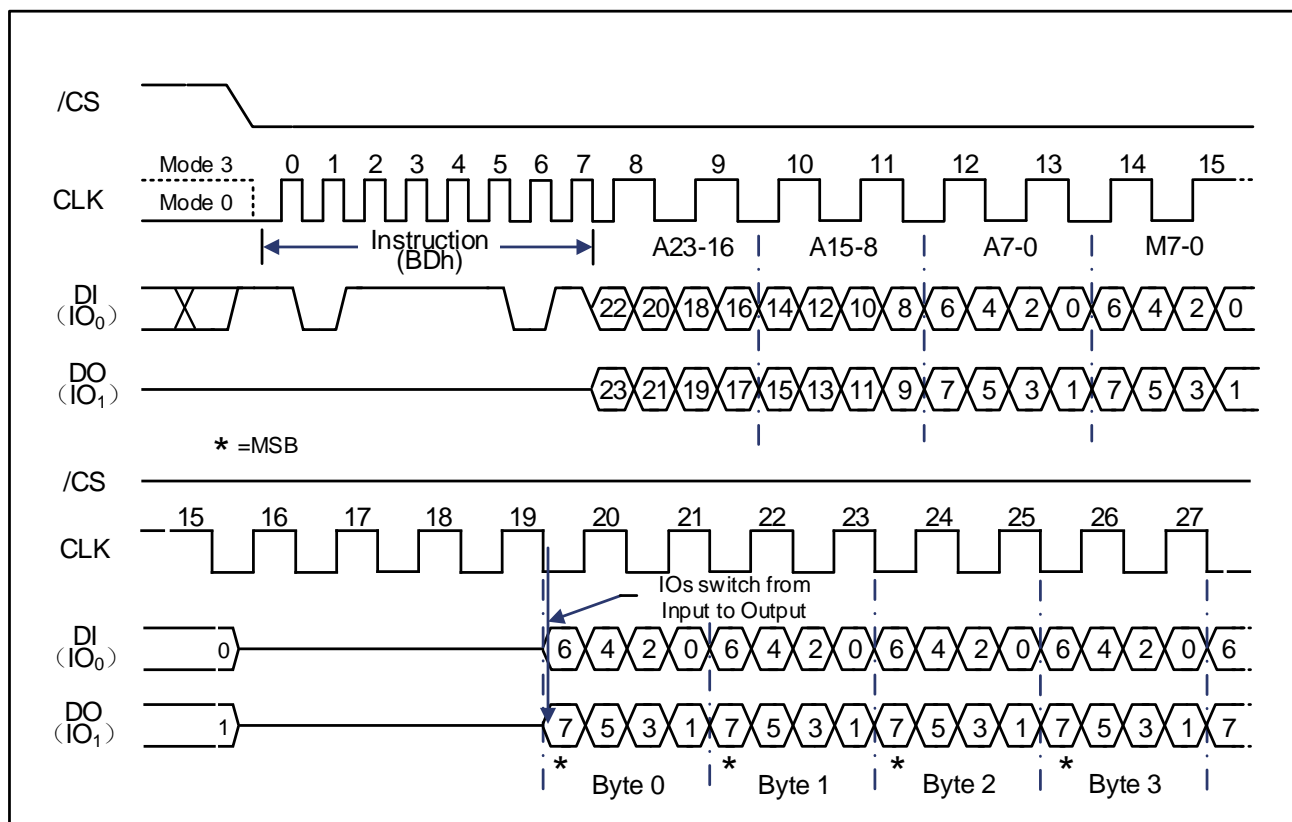 /CS
Mode 3
Mode 0
CLK
0 1 2 3 4 5 6 7 8 9 10 11 12 13 14 15
Instruction
(BDh)
A23-16 A15-8 A7-0 M7-0
DI
(IO0)
22 20 18 16 14 12 10 8 6 4 2 0 6 4 2 0
DO
(IO1)
23 21 19 17 15 13 11 9 7 5 3 1 7 5 3 1
* =MSB
/CS
15 16 17 18 19 20 21 22 23 24 25 26 27
CLK
IOs switch from
Input to Output
DI
(IO0)
0 6 4 2 0 6 4 2 0 6 4 2 0 6 4 2 0 6
DO
(IO1)
1 7 5 3 1 7 5 3 1 7 5 3 1 7 5 3 1 7
* * * *
Byte 0 Byte 1 Byte 2 Byte 3